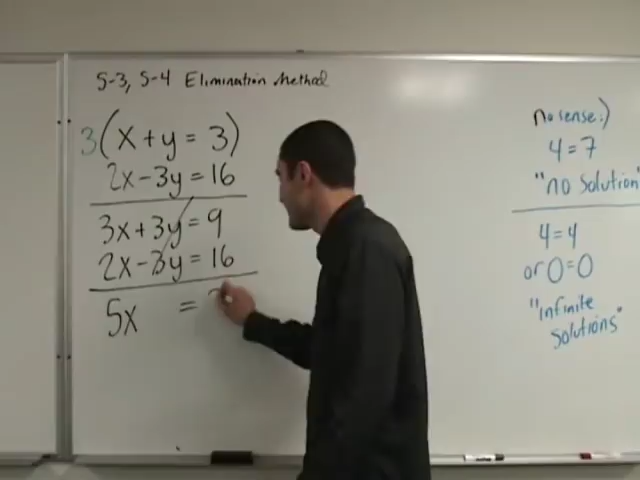 5-3, 5-4 Elimination Method
3(x+y = 3)
2x-3y = 16
3x+3y = 9
2x-3y = 16
5x =
no sense:)
4=7
"no solution"
4=4
or 0=0
"Infinite
solutions"